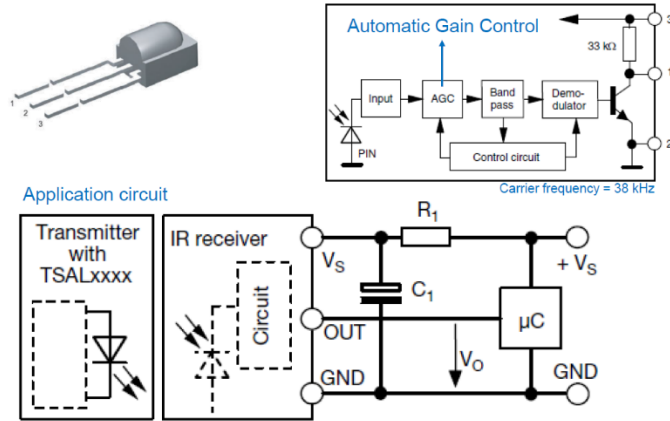 Automatic Gain Control
3
33 kΩ
1
Input
AGC
Band
pass
Demo-
dulator
1
2
3
PIN
Control circuit
2
Carrier frequency = 38 kHz
Application circuit
Transmitter
with
TSALxxxx
IR receiver
Circuit
VS
R1
+ VS
C1
µC
OUT
VO
GND
GND